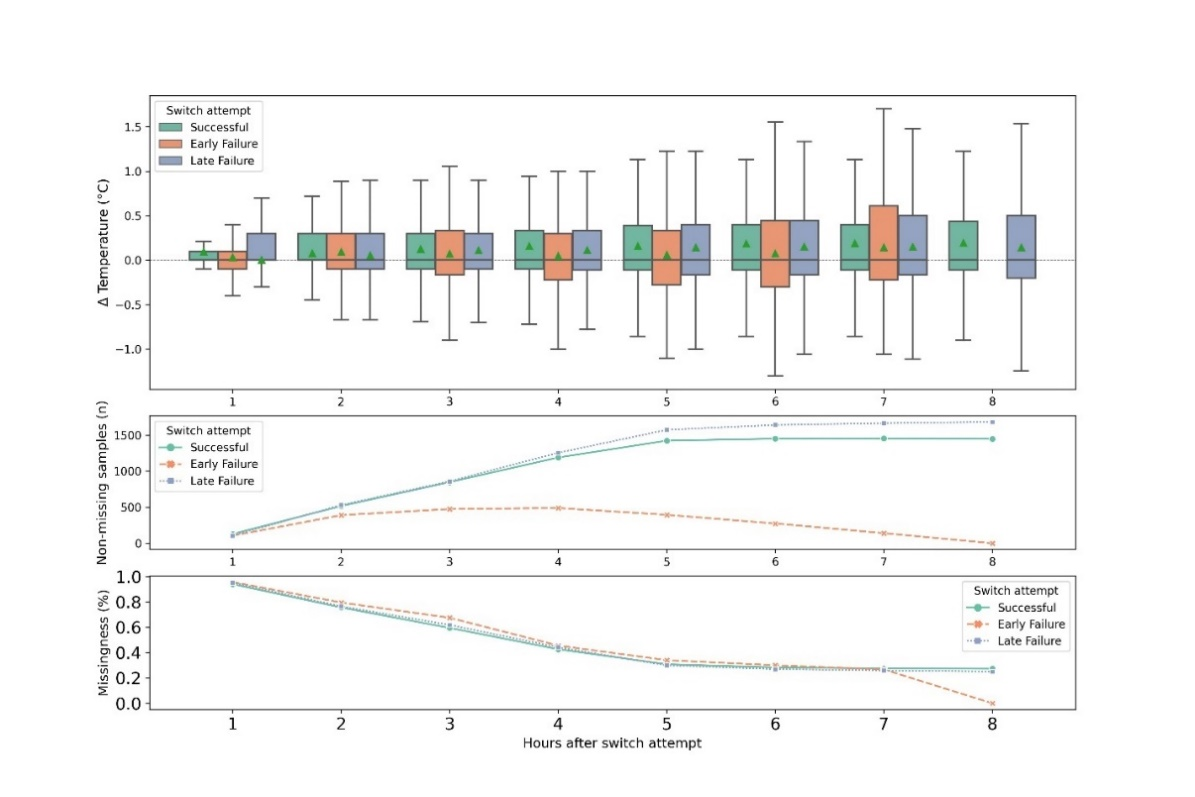 Switch attempt
Successful
Early Failure
Late Failure
1.5
1.0
0.5
0.0
−0.5
−1.0
Δ Temperature (°C)
1 2 3 4 5 6 7 8
Switch attempt
Successful
Early Failure
Late Failure
1500
1000
500
0
Non-missing samples (n)
1 2 3 4 5 6 7 8
Switch attempt
Successful
Early Failure
Late Failure
1.0
0.8
0.6
0.4
0.2
0.0
Missingness (%)
1 2 3 4 5 6 7 8
Hours after switch attempt